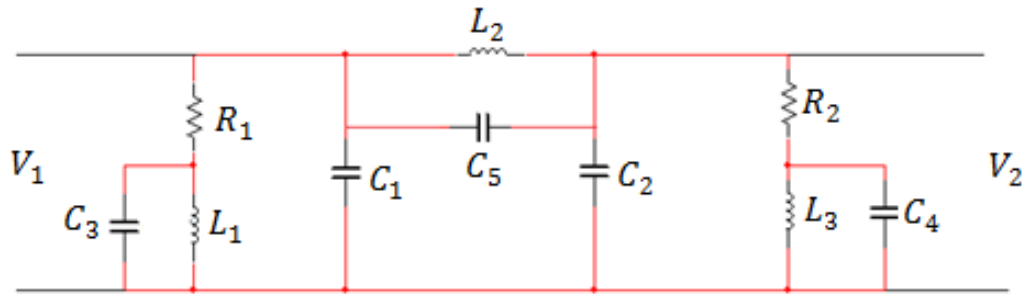 L₂
R₁
R₂
V₁
C₁
C₅
C₂
V₂
C₃
L₁
L₃
C₄